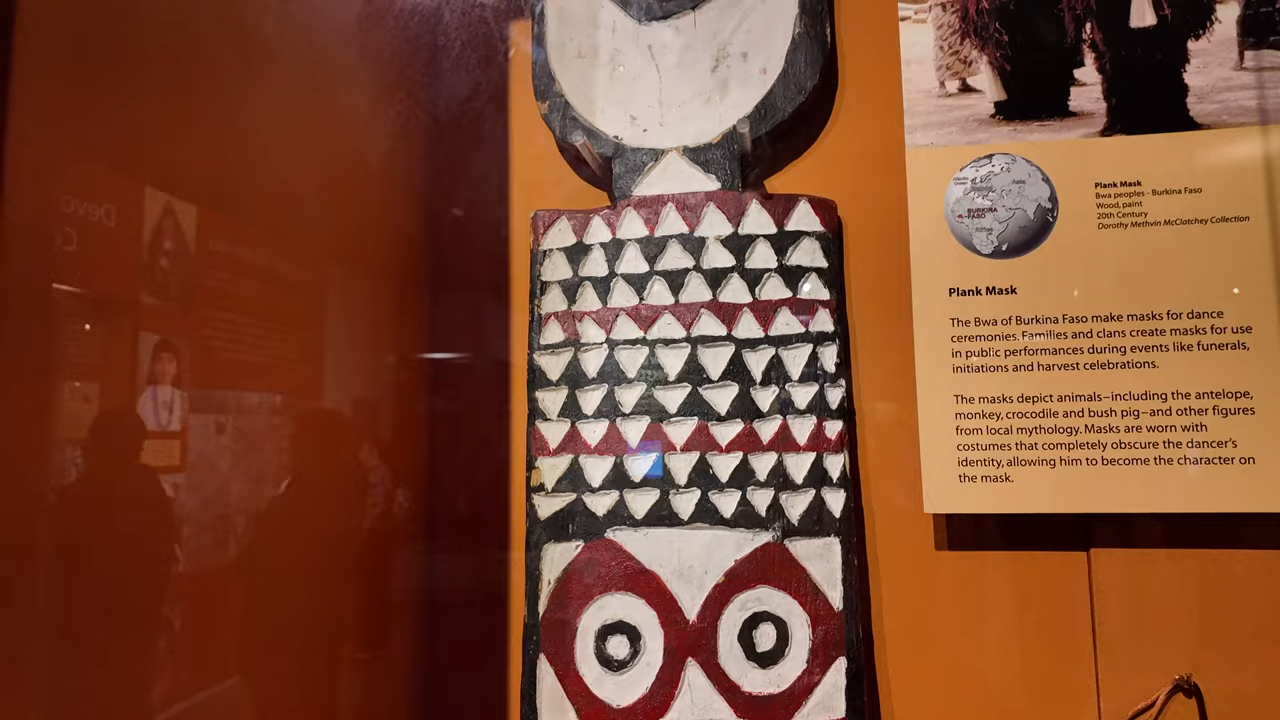 Plank Mask
Bwa peoples - Burkina Faso
Wood, paint
20th Century
Dorothy Methvin McClatchey Collection
BURKINA
FASO
Plank Mask
The Bwa of Burkina Faso make masks for dance
ceremonies. Families and clans create masks for use
in public performances during events like funerals,
initiations and harvest celebrations.
The masks depict animals–including the antelope,
monkey, crocodile and bush pig–and other figures
from local mythology. Masks are worn with
costumes that completely obscure the dancer's
identity, allowing him to become the character on
the mask.